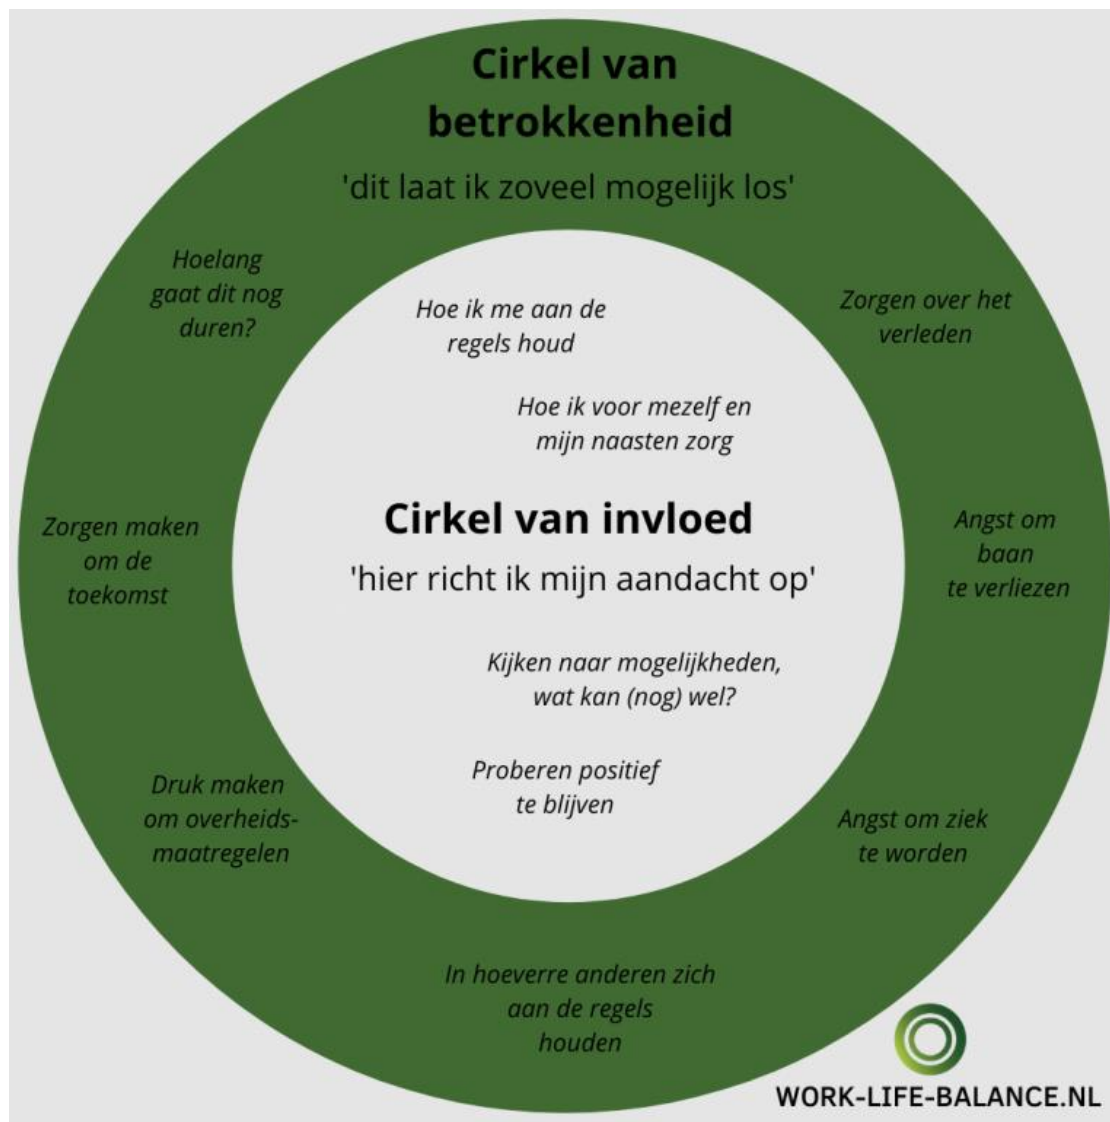 Cirkel van
betrokkenheid
'dit laat ik zoveel mogelijk los'
Hoelang
gaat dit nog
duren?
Zorgen over het
verleden
Hoe ik me aan de
regels houd
Hoe ik voor mezelf en
mijn naasten zorg
Cirkel van invloed
'hier richt ik mijn aandacht op'
Zorgen maken
om de
toekomst
Angst om
baan
te verliezen
Kijken naar mogelijkheden,
wat kan (nog) wel?
Proberen positief
te blijven
Druk maken
om overheids-
maatregelen
Angst om ziek
te worden
In hoeverre anderen zich
aan de regels
houden
WORK-LIFE-BALANCE.NL